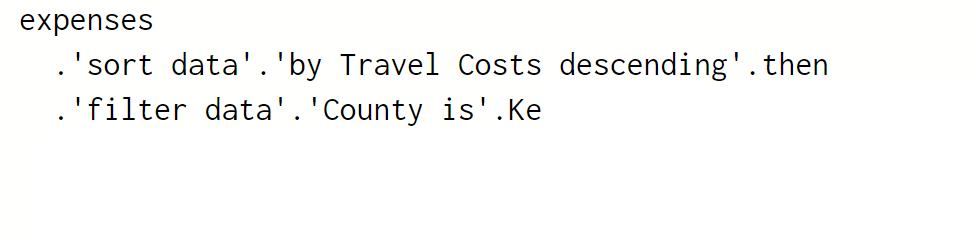 expenses
.'sort data'.'by Travel Costs descending'.then
.'filter data'.'County is'.Ke